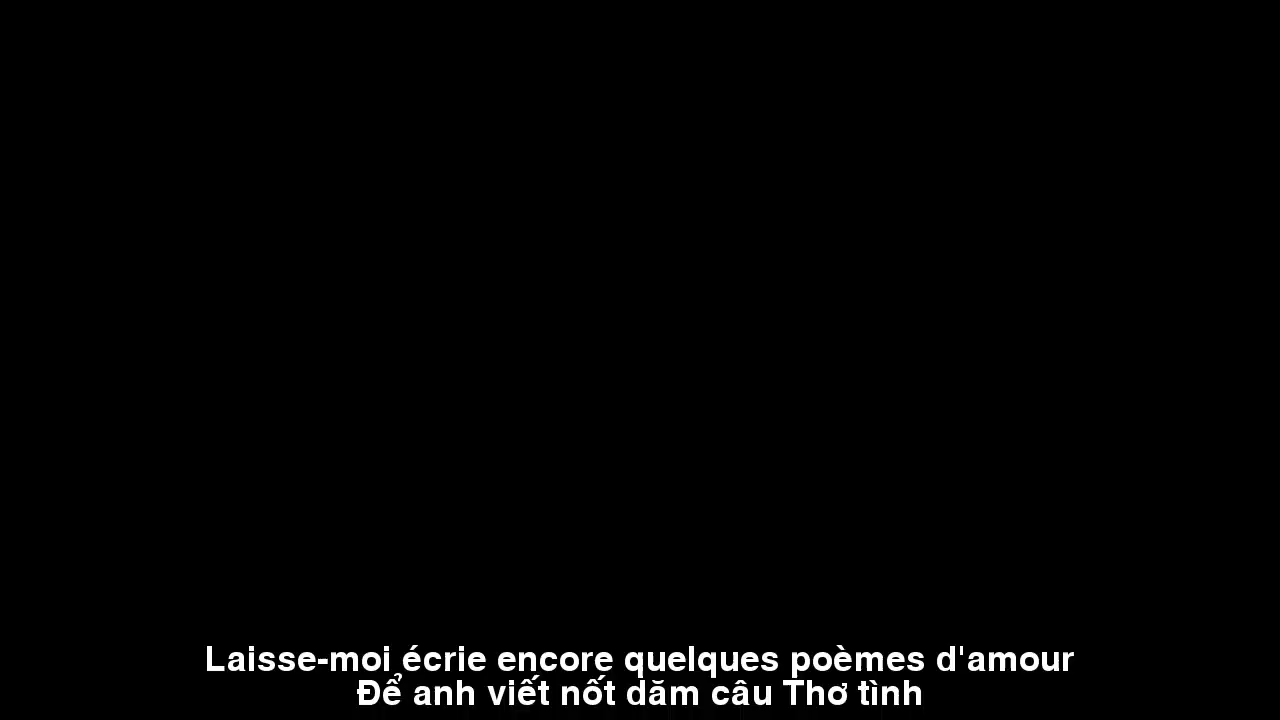 Laisse-moi écrie encore quelques poèmes d'amour
Để anh viết nốt dăm câu Thơ tình